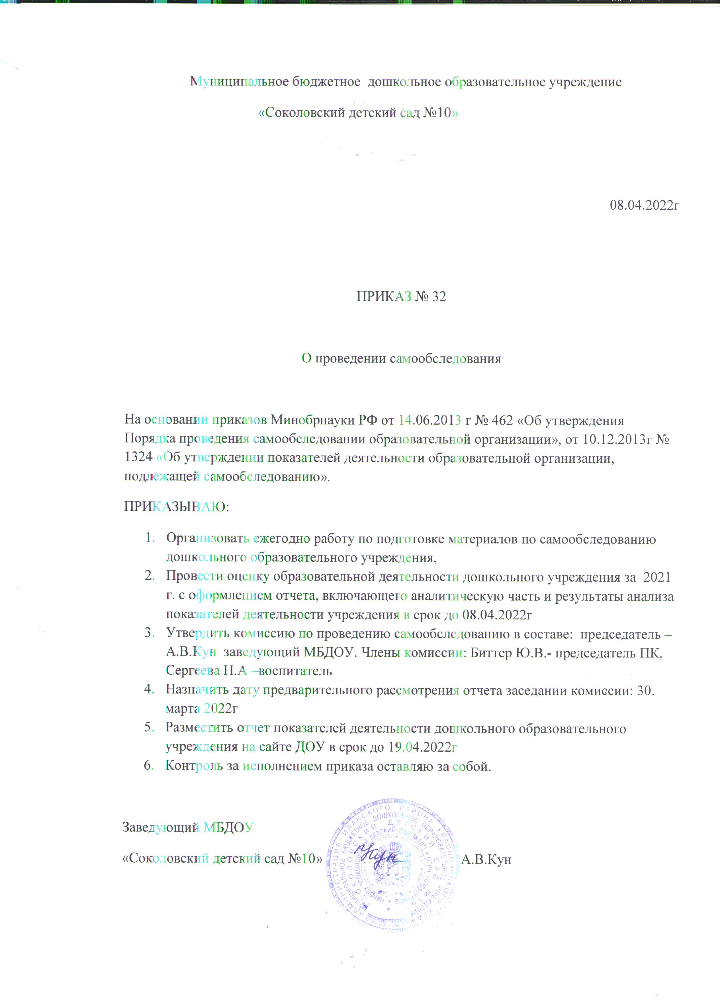 Муниципальное бюджетное  дошкольное образовательное учреждение
«Соколовский детский сад №10»
08.04.2022г
ПРИКАЗ № 32
О проведении самообследования
На основании приказов Минобрнауки РФ от 14.06.2013 г № 462 «Об утверждения
Порядка проведения самообследовании образовательной организации», от 10.12.2013г №
1324 «Об утверждении показателей деятельности образовательной организации,
подлежащей самообследованию».
ПРИКАЗЫВАЮ:
1. Организовать ежегодно работу по подготовке материалов по самообследованию
дошкольного образовательного учреждения,
2. Провести оценку образовательной деятельности дошкольного учреждения за  2021
г. с оформлением отчета, включающего аналитическую часть и результаты анализа
показателей деятельности учреждения в срок до 08.04.2022г
3. Утвердить комиссию по проведению самообследованию в составе:  председатель –
А.В.Кун  заведующий МБДОУ. Члены комиссии: Биттер Ю.В.- председатель ПК,
Сергеева Н.А –воспитатель
4. Назначить дату предварительного рассмотрения отчета заседании комиссии: 30.
марта 2022г
5. Разместить отчет показателей деятельности дошкольного образовательного
учреждения на сайте ДОУ в срок до 19.04.2022г
6. Контроль за исполнением приказа оставляю за собой.
Заведующий МБДОУ
«Соколовский детский сад №10»
А.В.Кун
АДМИНИСТРАЦИЯ ИЛАНСКОГО РАЙОНА КРАСНОЯРСКОГО КРАЯ
МУНИЦИПАЛЬНОЕ БЮДЖЕТНОЕ ДОШКОЛЬНОЕ ОБРАЗОВАТЕЛЬНОЕ УЧРЕЖДЕНИЕ
СОКОЛОВСКИЙ ДЕТСКИЙ САД №10
(МБДОУ "СОКОЛОВСКИЙ ДЕТСКИЙ САД №10") * ОГРН
Кун